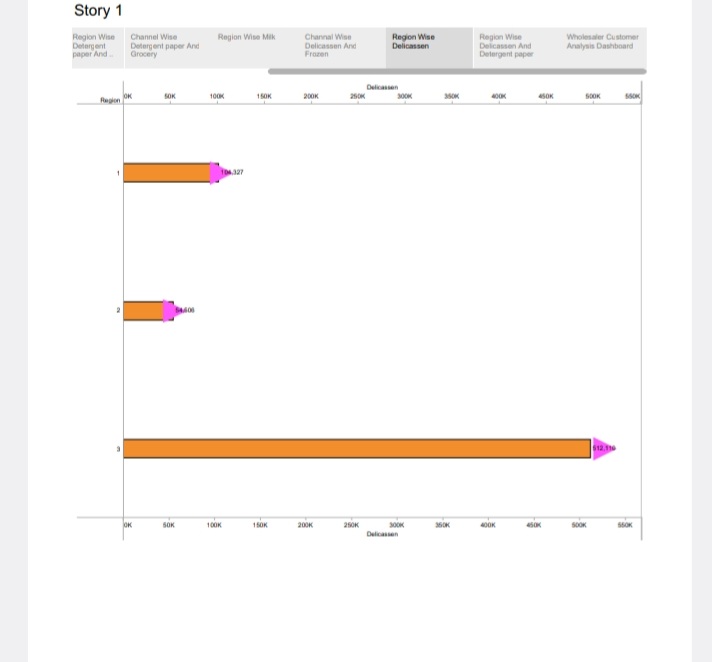 Story 1
Region Wise
Detergent
paper And ...
Channel Wise
Detergent paper And
Grocery
Region Wise Milk
Channal Wise
Delicassen And
Frozen
Region Wise
Delicassen
Region Wise
Delicassen And
Detergent paper
Wholesaler Customer
Analysis Dashboard
Delicassen
Region 0K 50K 100K 150K 200K 250K 300K 350K 400K 450K 500K 550K
1 104,327
2 54,506
3 512,110
0K 50K 100K 150K 200K 250K 300K 350K 400K 450K 500K 550K
Delicassen